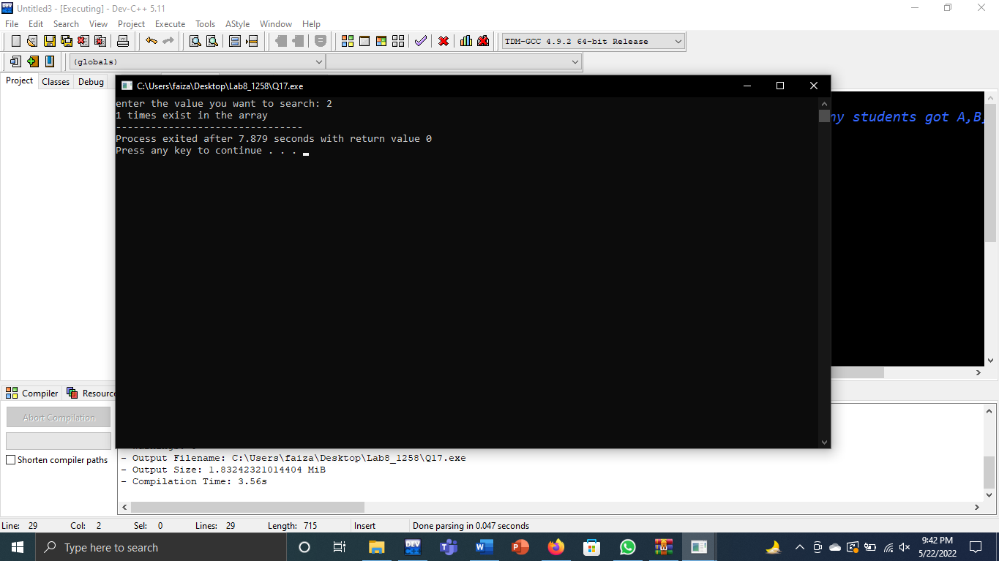 Untitled3 - [Executing] - Dev-C++ 5.11
File Edit Search View Project Execute Tools AStyle Window Help
TDM-GCC 4.9.2 64-bit Release
(globals)
Project Classes Debug
C:\Users\faiza\Desktop\Lab8_1258\Q17.exe
enter the value you want to search: 2
1 times exist in the array
--------------------------------
Process exited after 7.879 seconds with return value 0
Press any key to continue . . .
ny students got A,B,
Compiler Resource
Abort Compilation
Shorten compiler paths
- Output Filename: C:\Users\faiza\Desktop\Lab8_1258\Q17.exe
- Output Size: 1.83242321014404 MiB
- Compilation Time: 3.56s
Line: 29 Col: 2 Sel: 0 Lines: 29 Length: 715 Insert Done parsing in 0.047 seconds
Type here to search
DEV
9:42 PM
5/22/2022